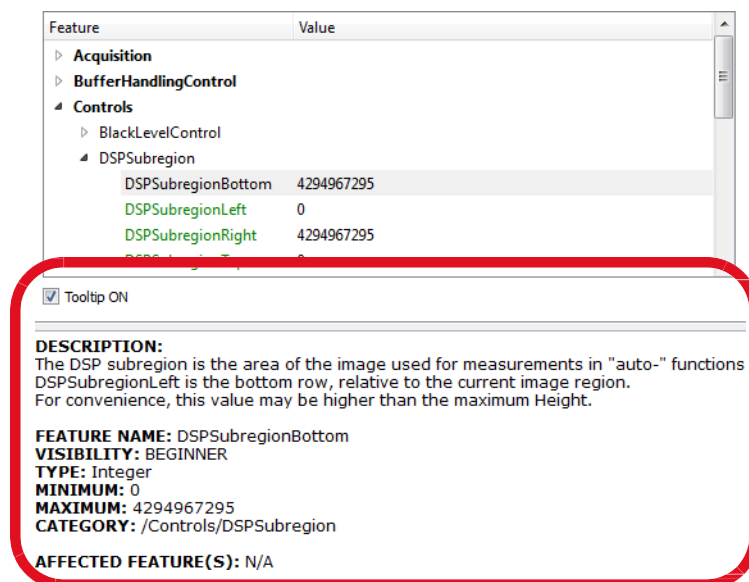 Feature Value
Acquisition
BufferHandlingControl
Controls
BlackLevelControl
DSPSubregion
DSPSubregionBottom 4294967295
DSPSubregionLeft 0
DSPSubregionRight 4294967295
Tooltip ON
DESCRIPTION:
The DSP subregion is the area of the image used for measurements in "auto-" functions
DSPSubregionLeft is the bottom row, relative to the current image region.
For convenience, this value may be higher than the maximum Height.
FEATURE NAME: DSPSubregionBottom
VISIBILITY: BEGINNER
TYPE: Integer
MINIMUM: 0
MAXIMUM: 4294967295
CATEGORY: /Controls/DSPSubregion
AFFECTED FEATURE(S): N/A